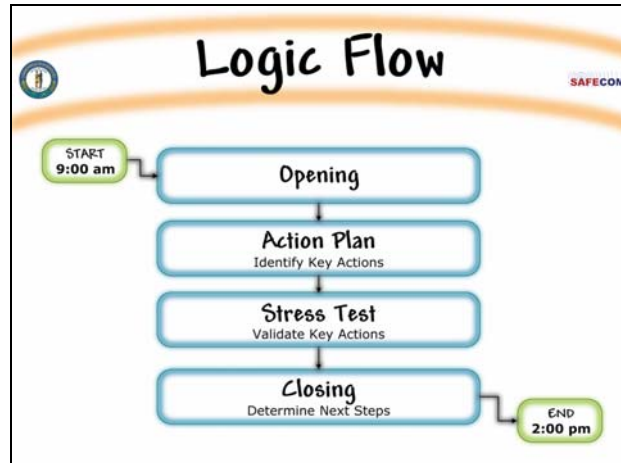 Logic Flow
SAFECOM
START
9:00 am
Opening
Action Plan
Identify Key Actions
Stress Test
Validate Key Actions
Closing
Determine Next Steps
END
2:00 pm